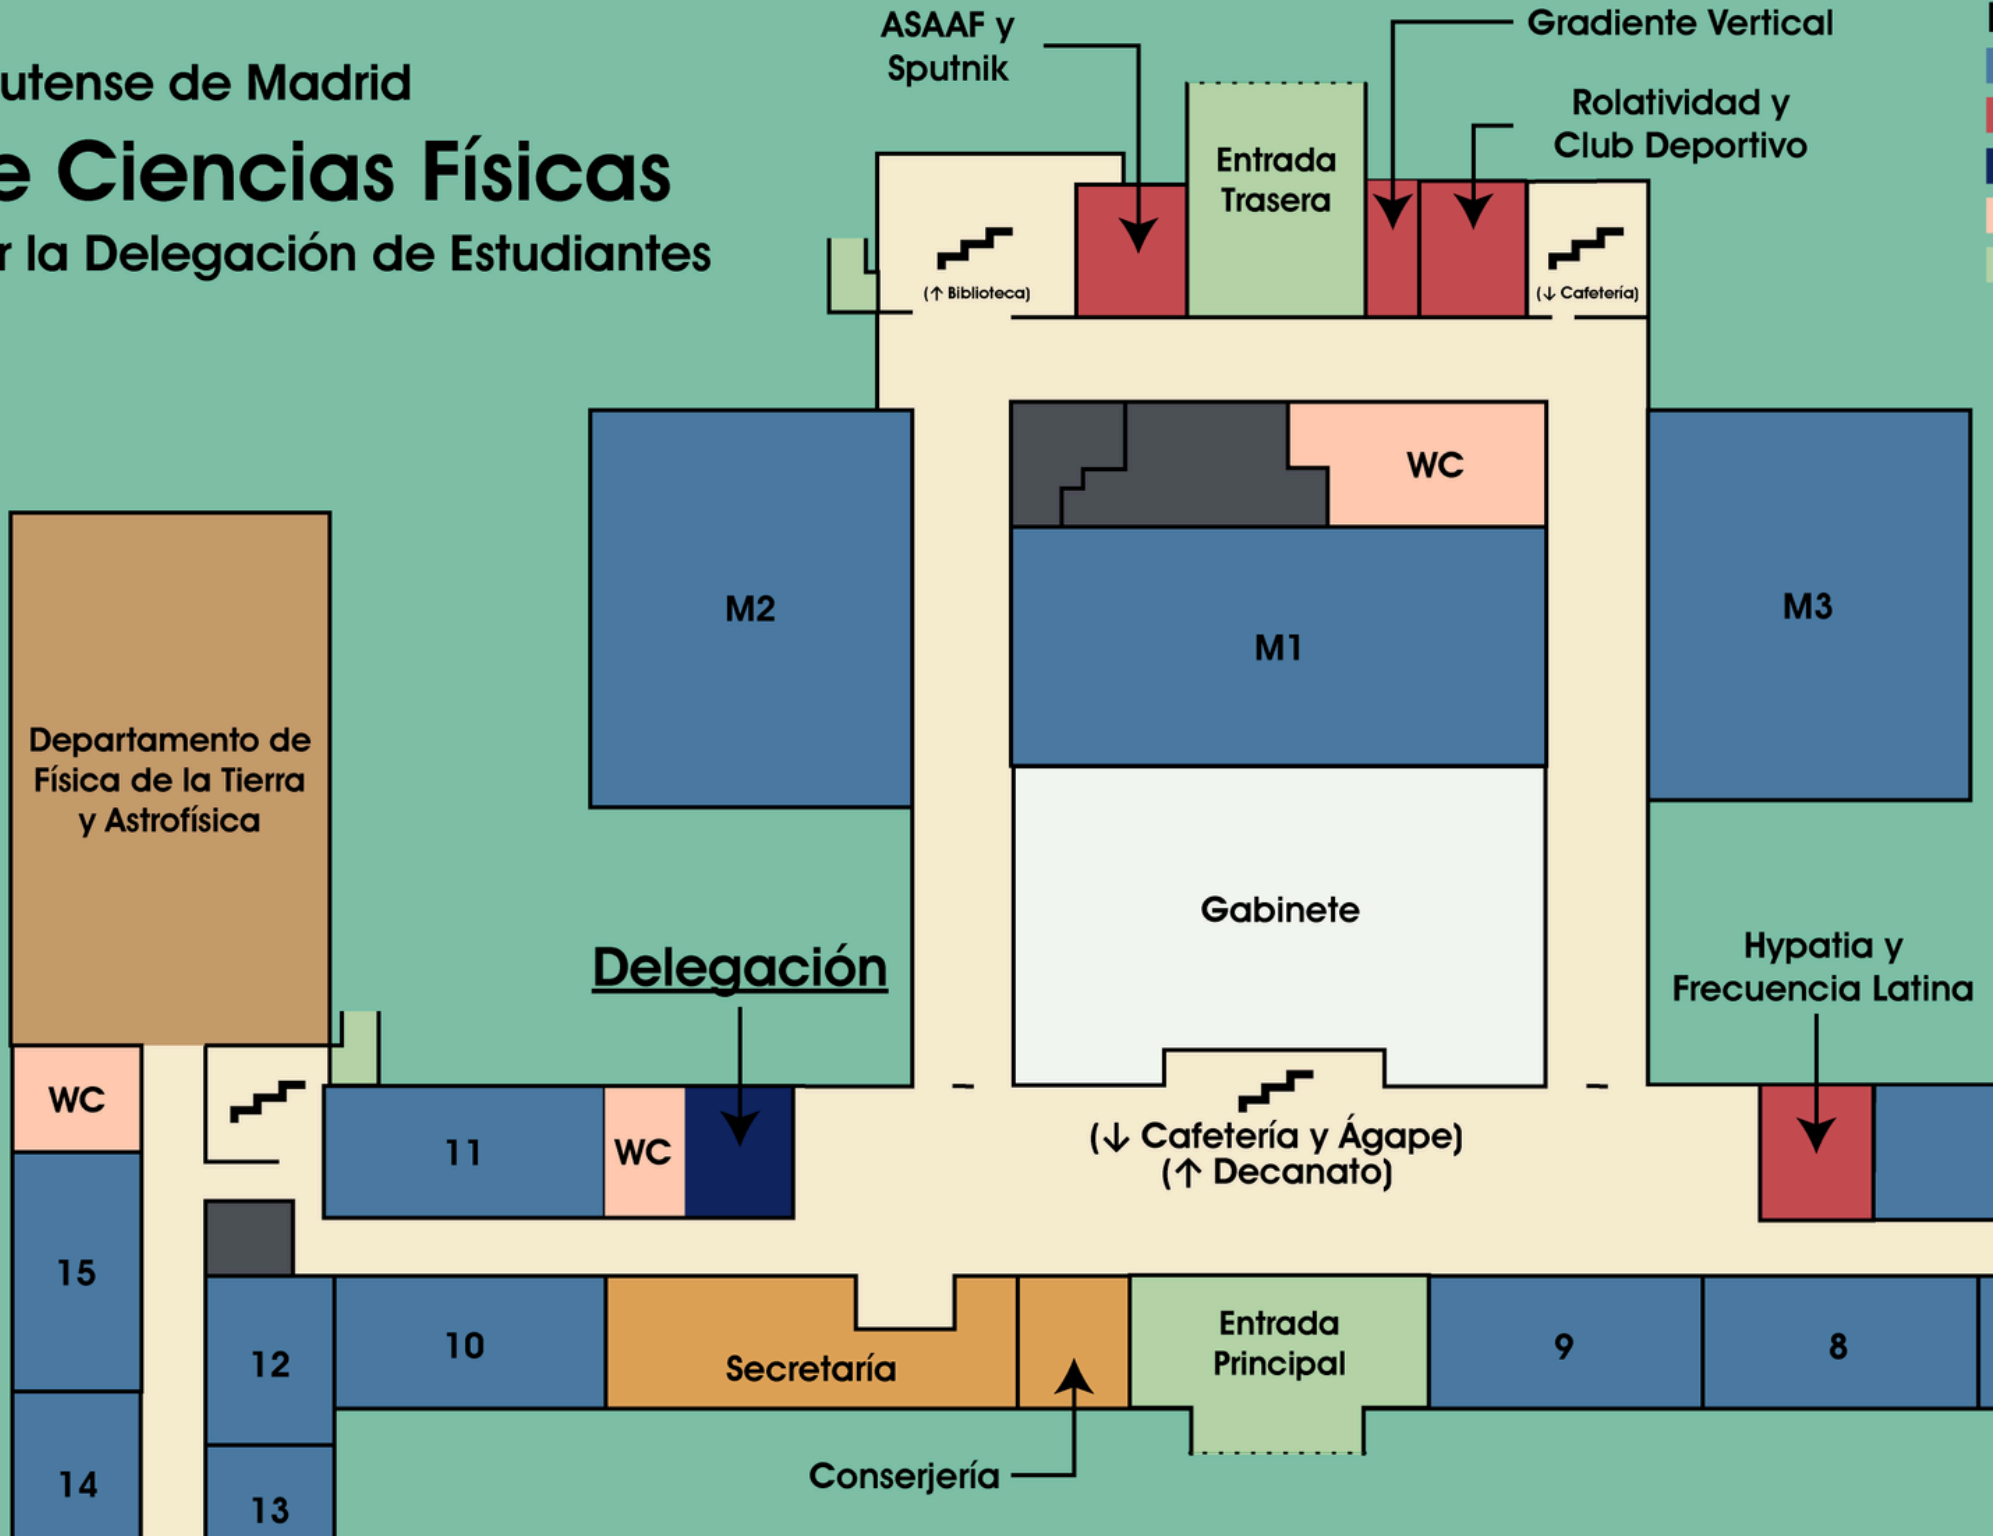 utense de Madrid
e Ciencias Físicas
r la Delegación de Estudiantes
ASAAF y
Sputnik
Gradiente Vertical
Rolatividad y
Club Deportivo
Entrada
Trasera
(↑ Biblioteca)
(↓ Cafetería)
WC
M2
M1
M3
Departamento de
Física de la Tierra
y Astrofísica
Gabinete
Delegación
Hypatia y
Frecuencia Latina
WC
11
WC
(↓ Cafetería y Ágape)
(↑ Decanato)
15
12
10
Secretaría
Entrada
Principal
9
8
14
13
Conserjería